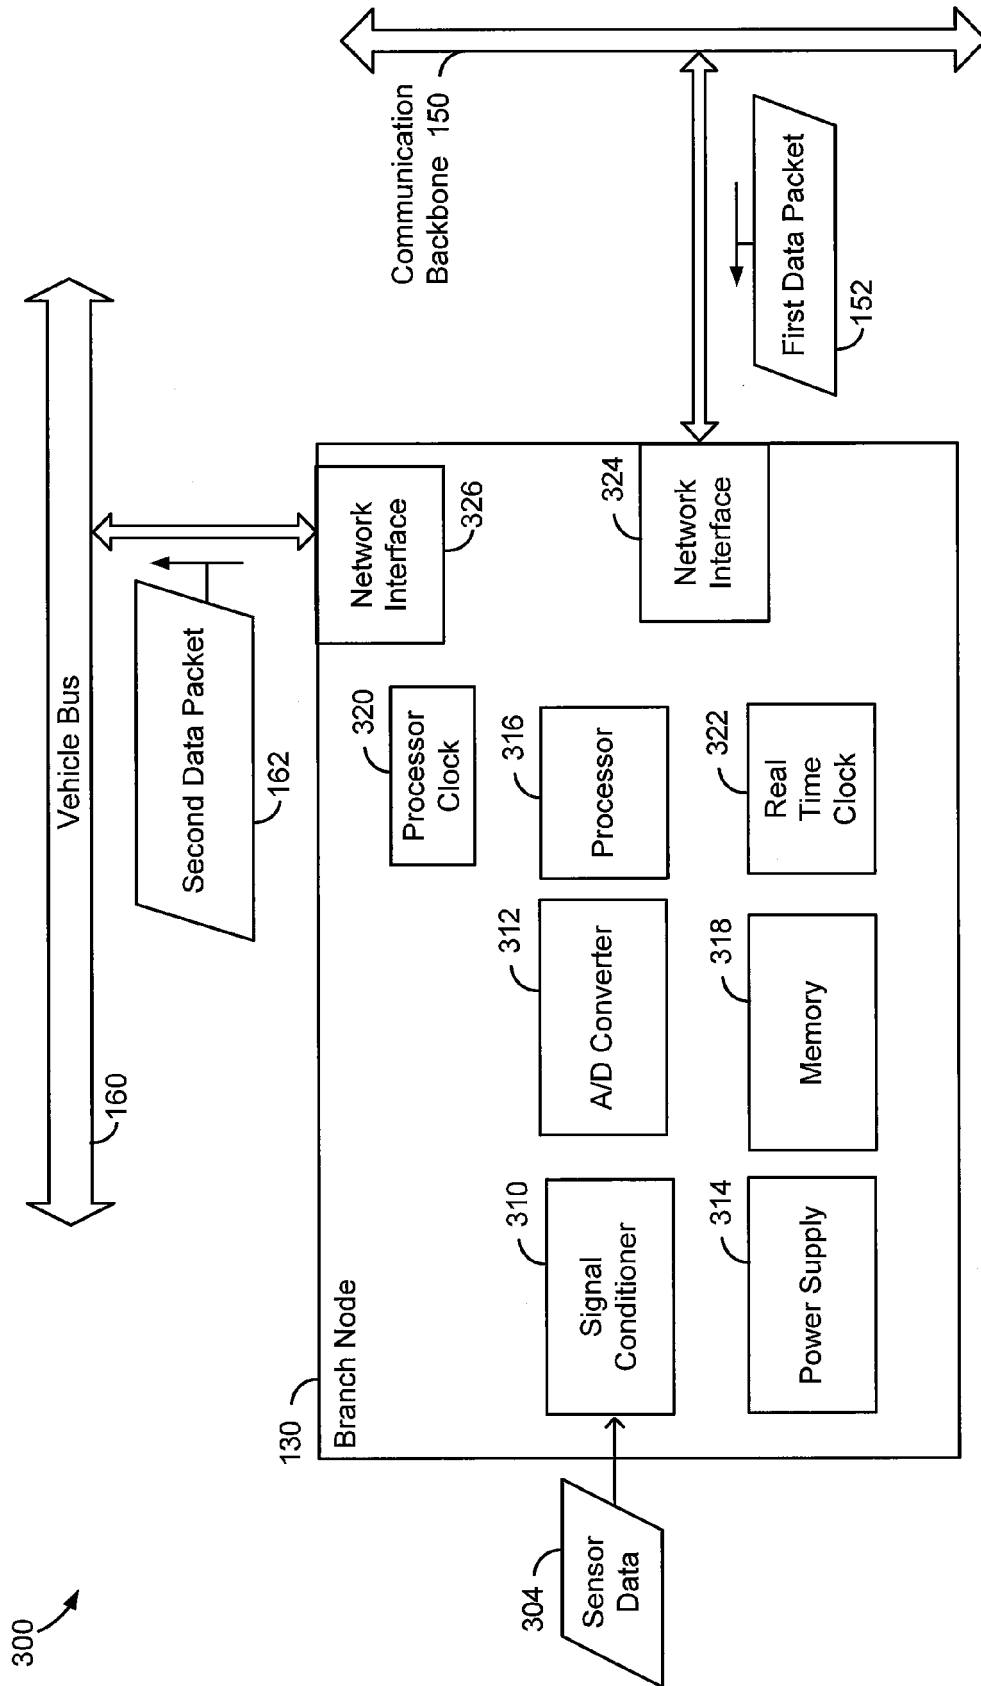 300
Vehicle Bus
160
Second Data Packet
162
Communication
Backbone 150
130
Branch Node
304
Sensor
Data
310
Signal
Conditioner
312
A/D Converter
316
Processor
320
Processor
Clock
Network
Interface
326
314
Power Supply
318
Memory
322
Real
Time
Clock
324
Network
Interface
First Data Packet
152